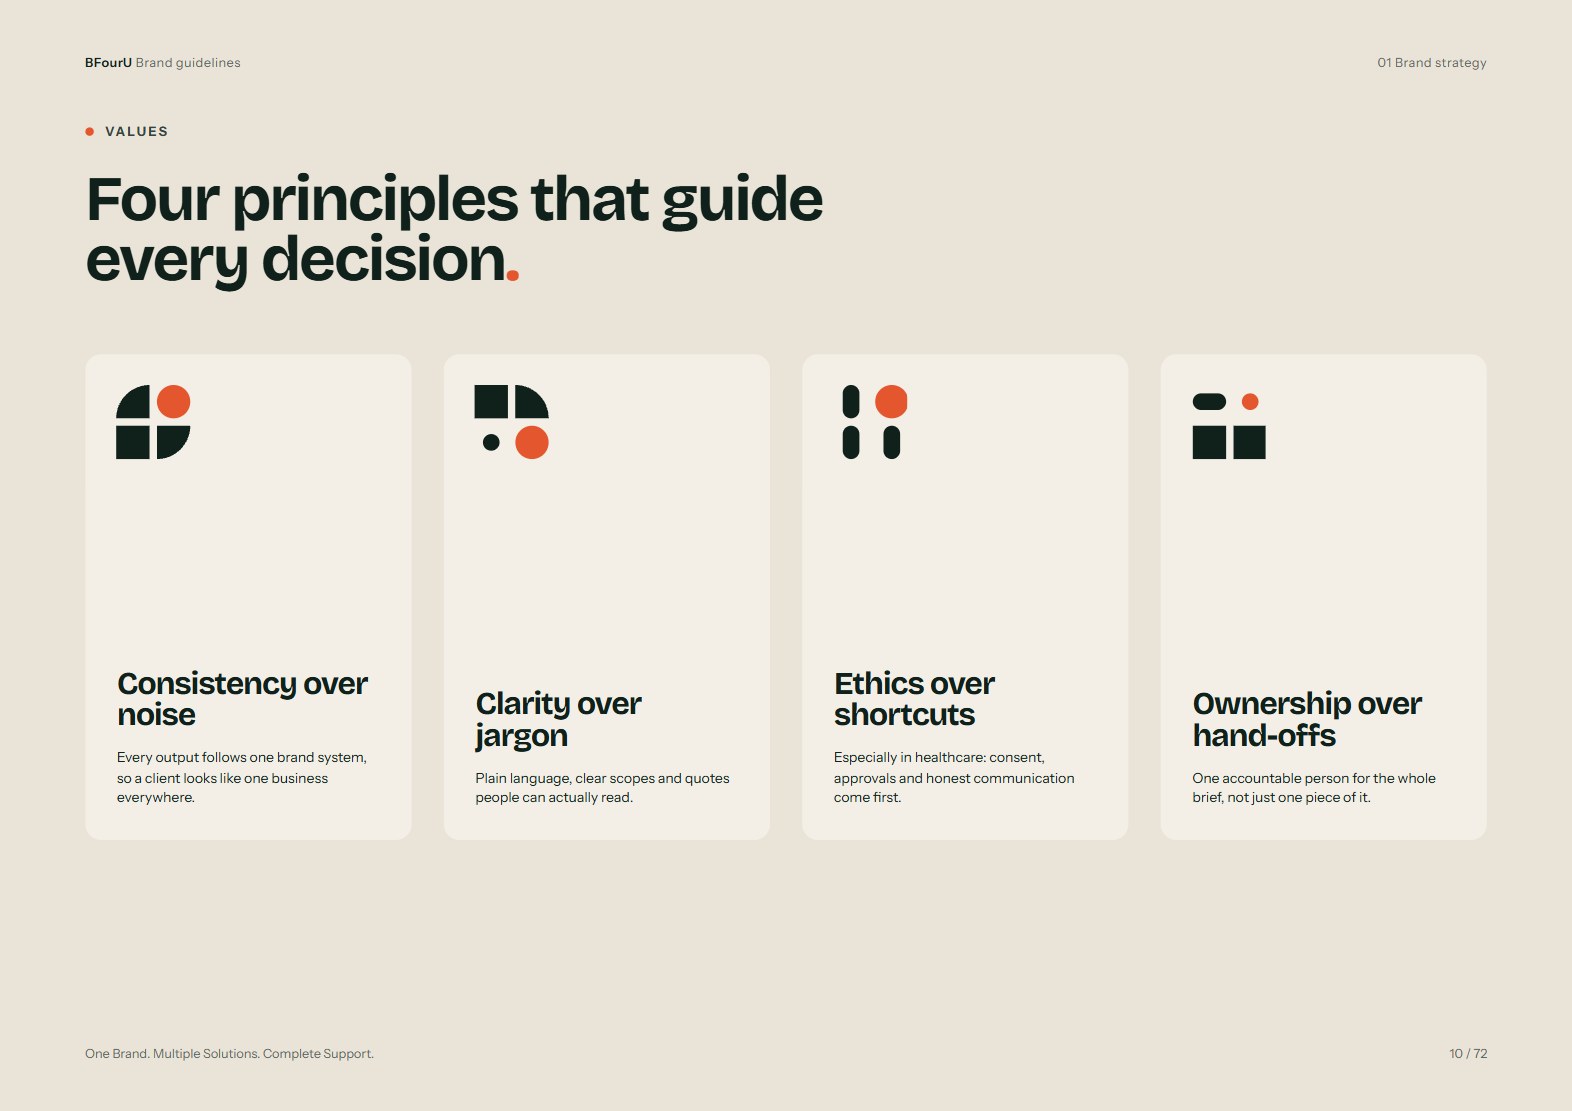 BFourU Brand guidelines
01 Brand strategy
VALUES
Four principles that guide
every decision.
Consistency over
noise
Every output follows one brand system,
so a client looks like one business
everywhere.
Clarity over
jargon
Plain language, clear scopes and quotes
people can actually read.
Ethics over
shortcuts
Especially in healthcare: consent,
approvals and honest communication
come first.
Ownership over
hand-offs
One accountable person for the whole
brief, not just one piece of it.
One Brand. Multiple Solutions. Complete Support.
10 / 72